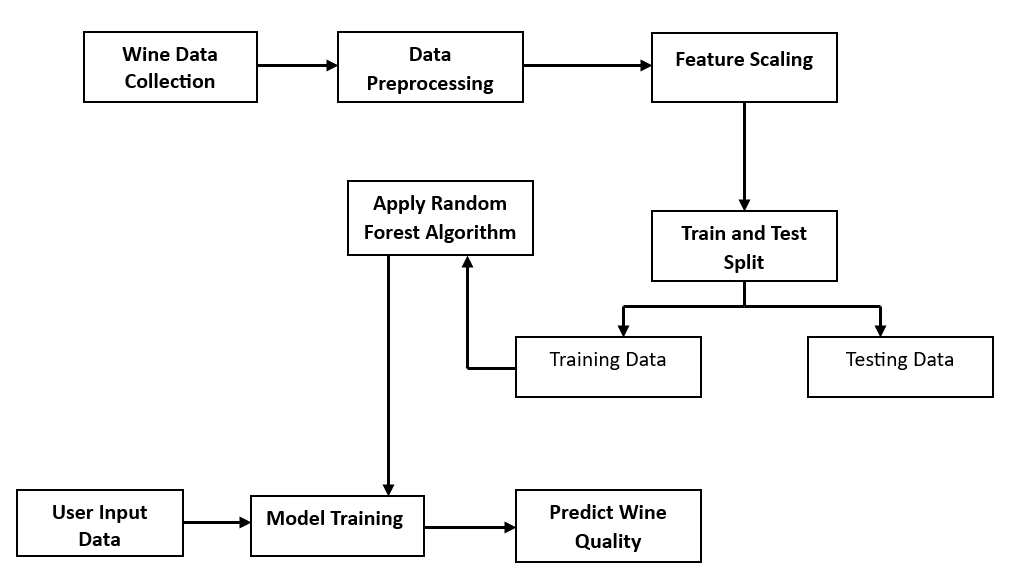 Wine Data
Collection
Data
Preprocessing
Feature Scaling
Apply Random
Forest Algorithm
Train and Test
Split
Training Data
Testing Data
User Input
Data
Model Training
Predict Wine
Quality